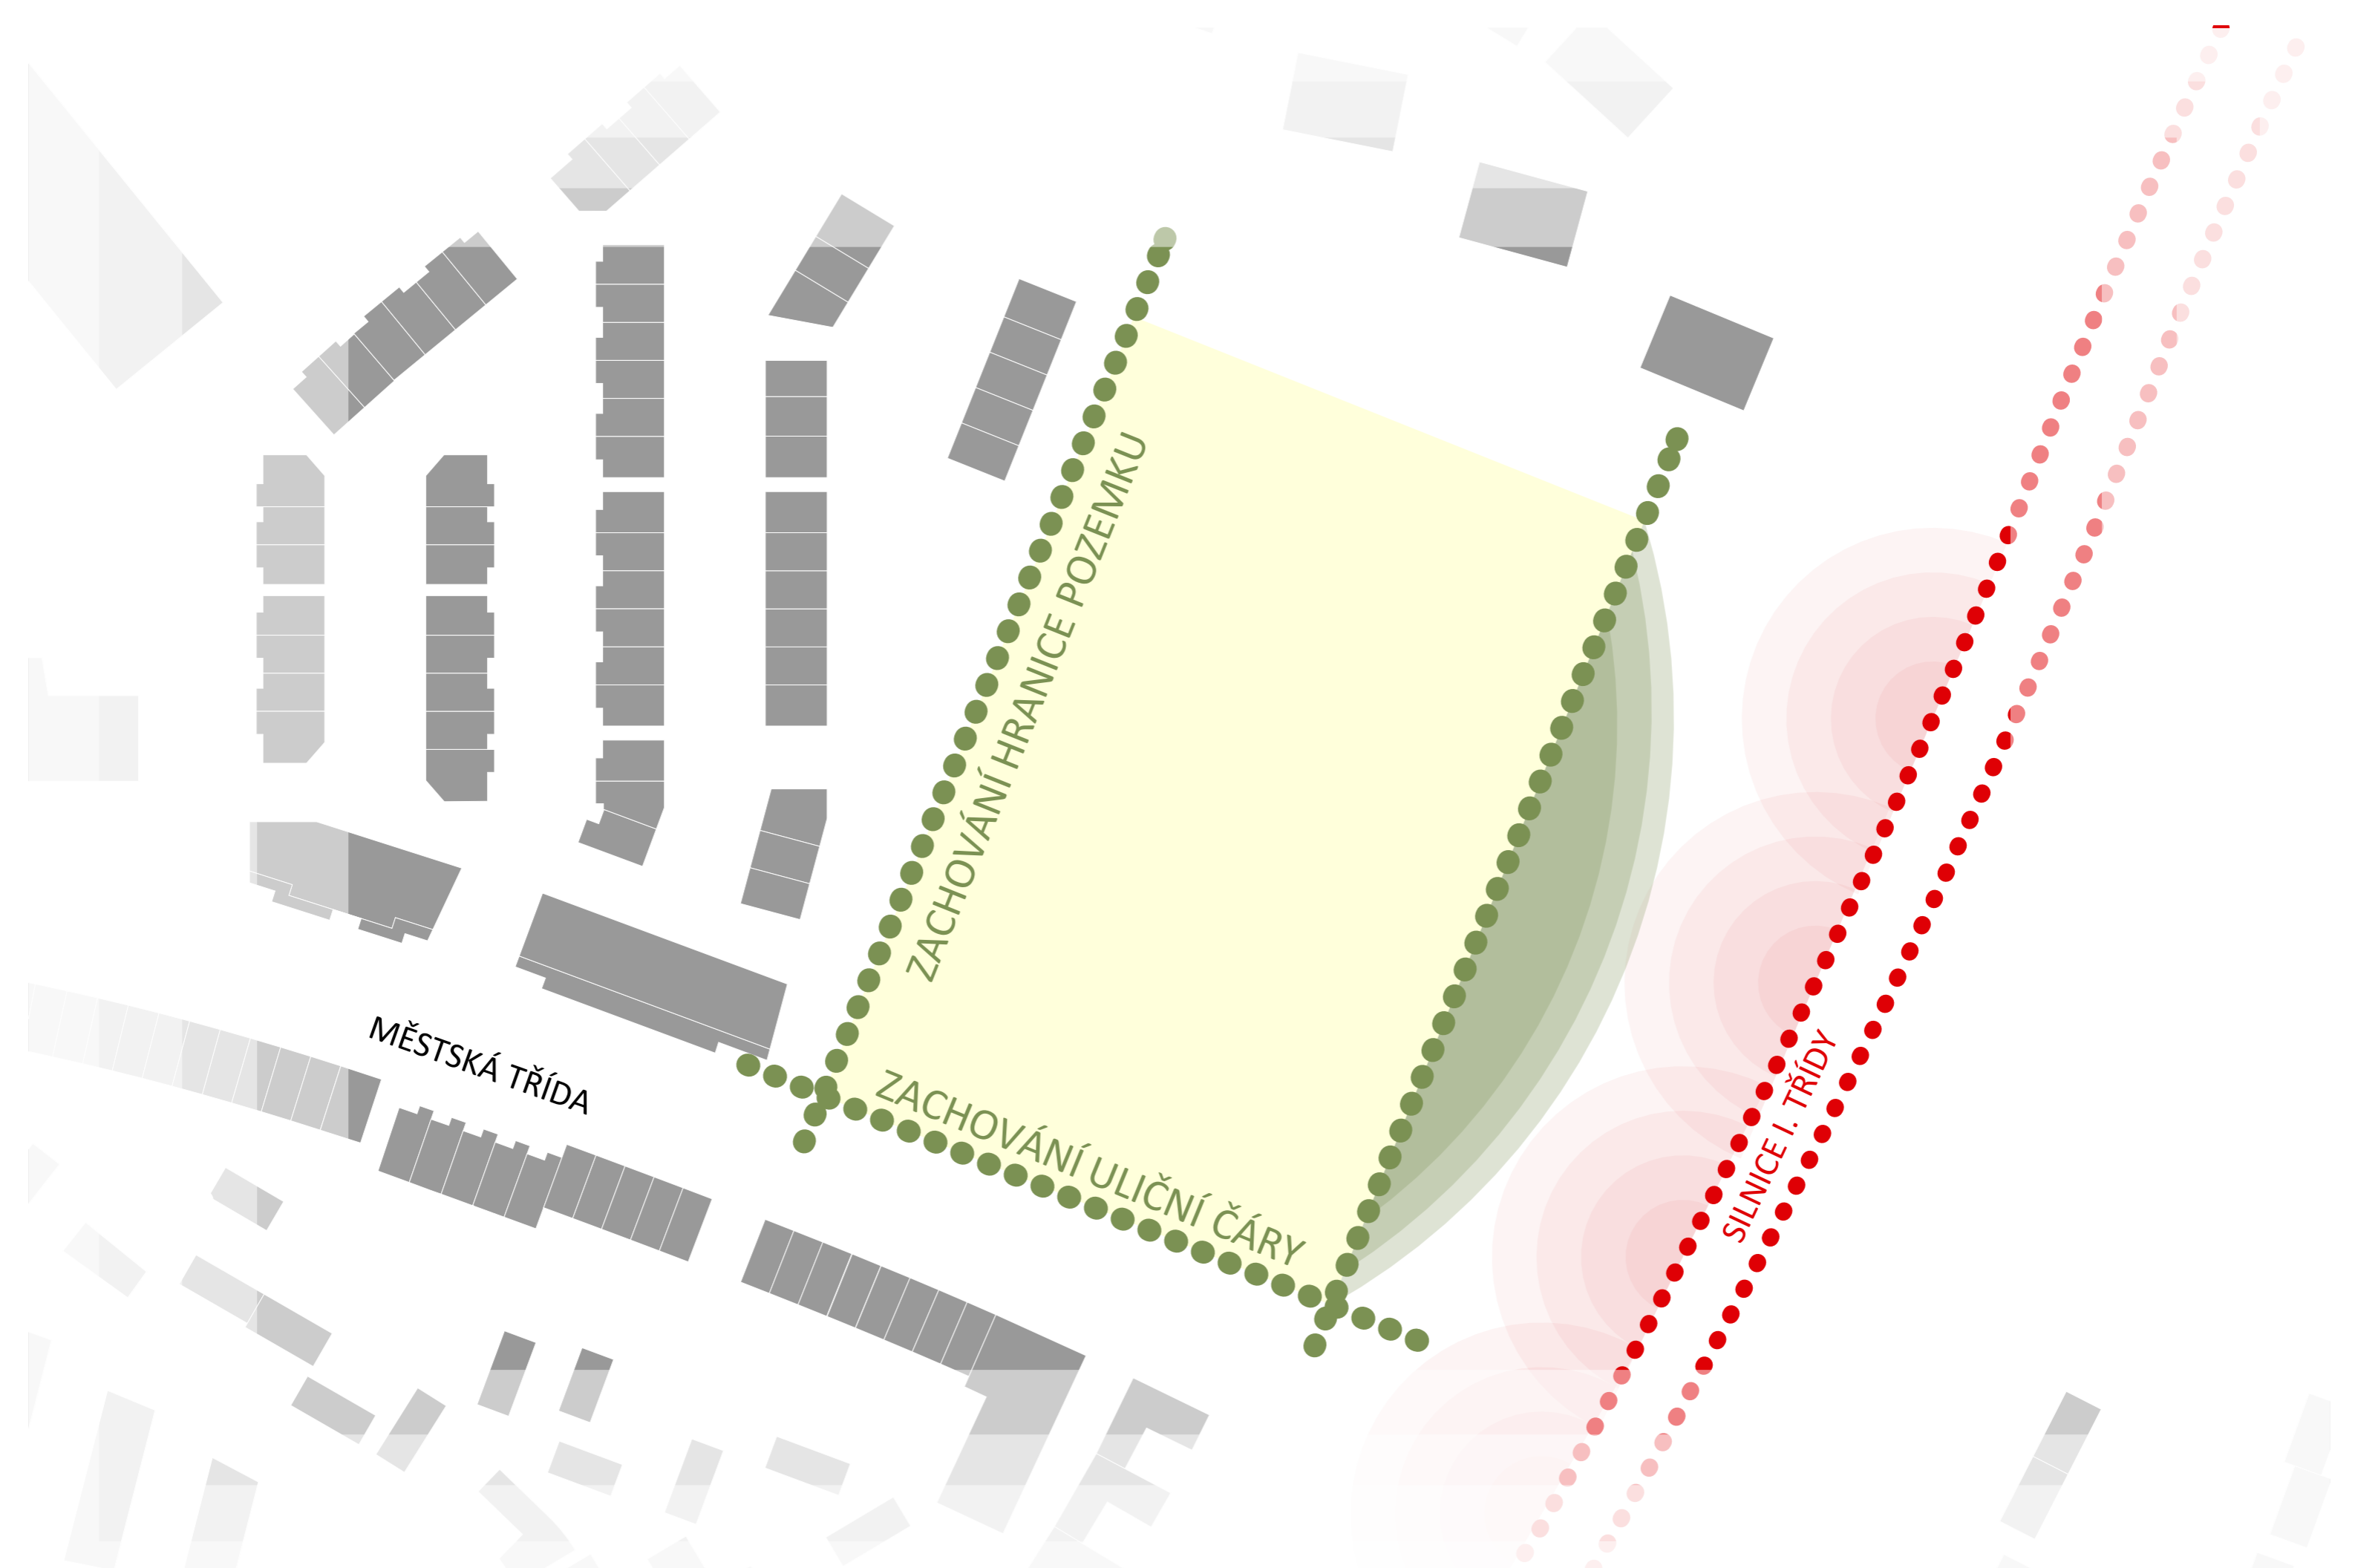 ZACHOVÁNÍ HRANICE POZEMKU
MĚSTSKÁ TŘÍDA
ZACHOVÁNÍ ULIČNÍ ČÁRY
SILNICE I. TŘÍDY